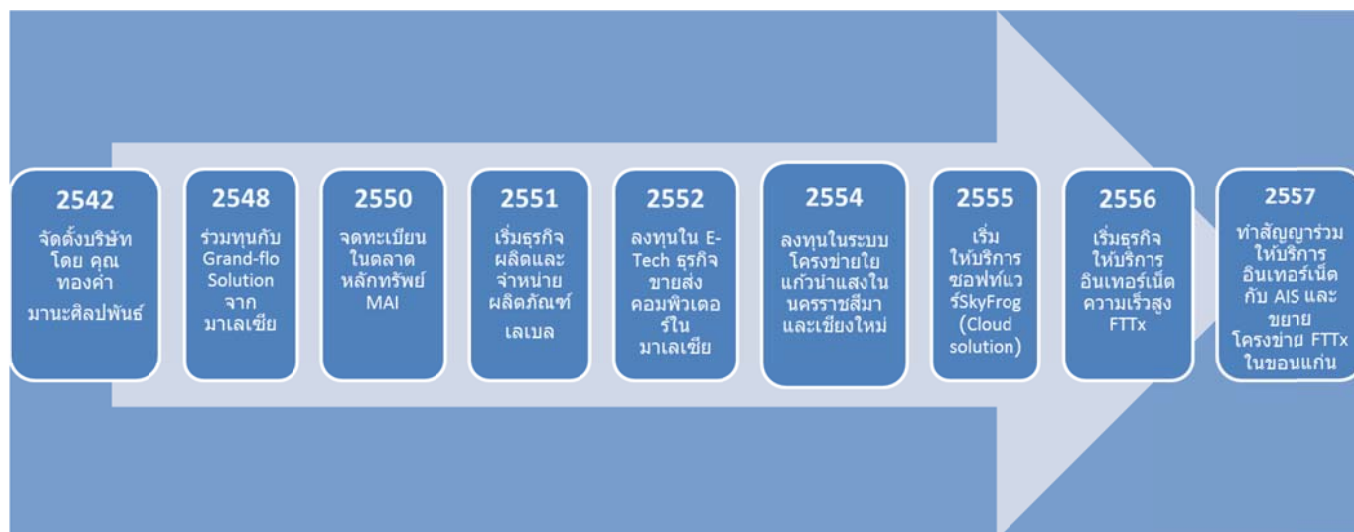 2542
จัดตั้งบริษัท
โดย คุณ
ทองคำ
มานะศิลปพันธ์
2548
ร่วมทุนกับ
Grand-flo
Solution
จาก
มาเลเซีย
2550
จดทะเบียน
ในตลาด
หลักทรัพย์
MAI
2551
เริ่มธุรกิจ
ผลิตและ
จำหน่าย
ผลิตภัณฑ์
เลเบล
2552
ลงทุนใน E-
Tech ธุรกิจ
ขายส่ง
คอมพิวเตอ
ร์ใน
มาเลเซีย
2554
ลงทุนในระบบ
โครงข่ายใย
แก้วนำแสงใน
นครราชสีมา
และเชียงใหม่
2555
เริ่ม
ให้บริการ
ซอฟท์แว
ร์SkyFrog
(Cloud
solution)
2556
เริ่มธุรกิจ
ให้บริการ
อินเทอร์เน็ต
ความเร็วสูง
FTTx
2557
ทำสัญญาร่วม
ให้บริการ
อินเทอร์เน็ต
กับ AIS และ
ขยาย
โครงข่าย FTTx
ในขอนแก่น